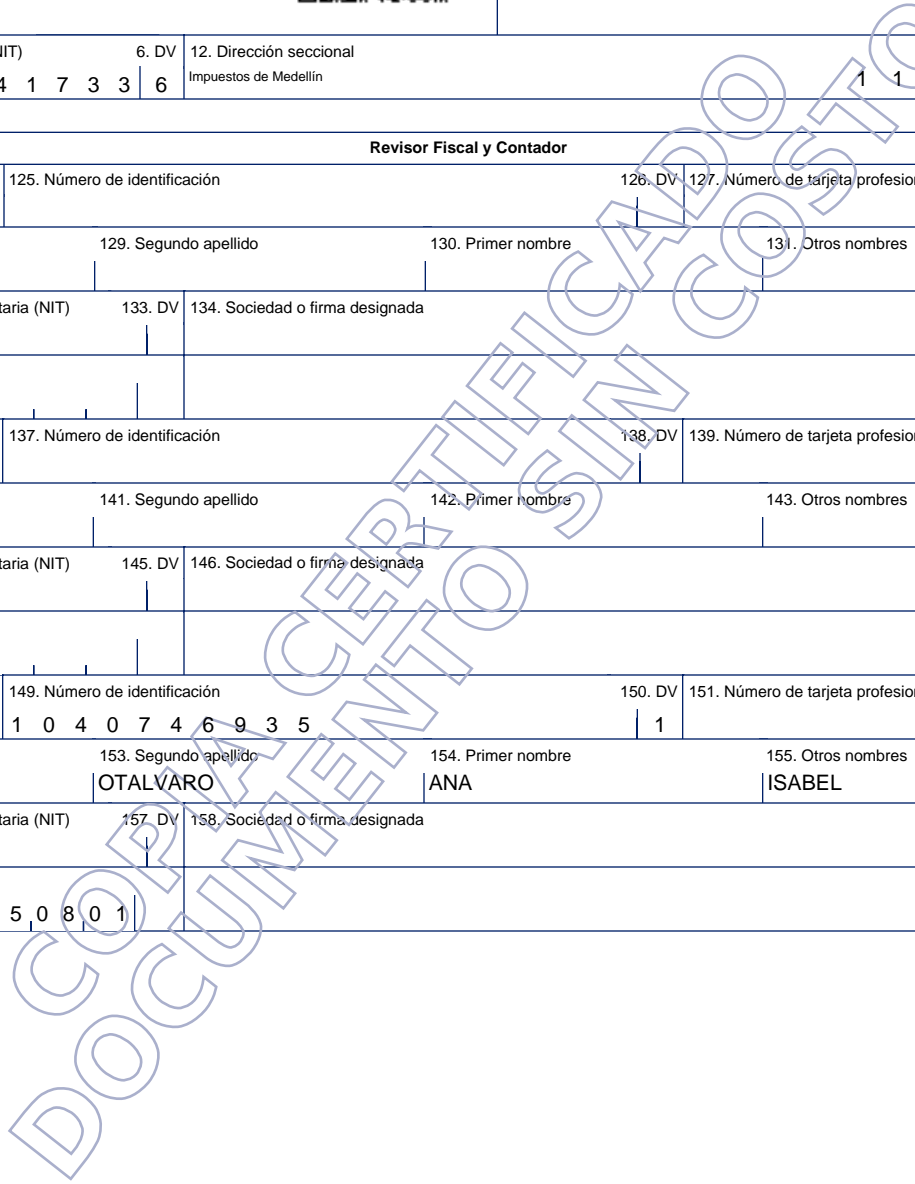 NIT) 6. DV 12. Dirección seccional
4 1 7 3 3 6 Impuestos de Medellín 1 1
Revisor Fiscal y Contador
125. Número de identificación 126. DV 127. Número de tarjeta profesion
129. Segundo apellido 130. Primer nombre 131. Otros nombres
taria (NIT) 133. DV 134. Sociedad o firma designada
137. Número de identificación 138. DV 139. Número de tarjeta profesion
141. Segundo apellido 142. Primer nombre 143. Otros nombres
taria (NIT) 145. DV 146. Sociedad o firma designada
149. Número de identificación 150. DV 151. Número de tarjeta profesion
1 0 4 0 7 4 6 9 3 5 1
153. Segundo apellido 154. Primer nombre 155. Otros nombres
OTALVARO ANA ISABEL
taria (NIT) 157. DV 158. Sociedad o firma designada
5 0 8 0 1
COPIA CERTIFICADO
DOCUMENTO SIN COSTO